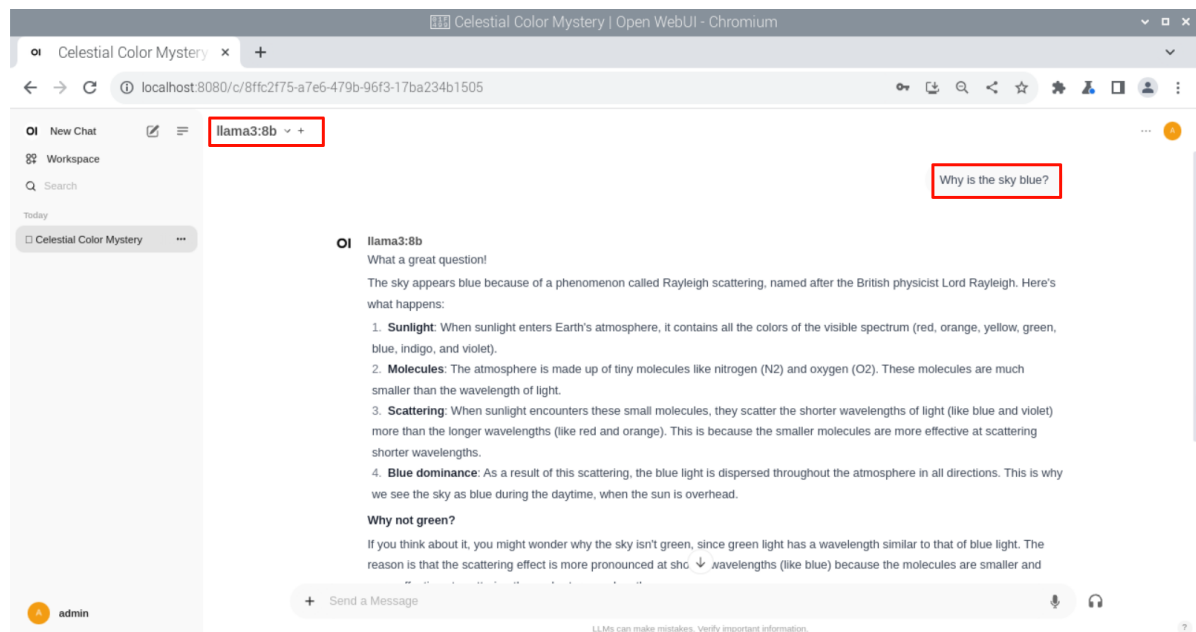 Celestial Color Mystery | Open WebUI - Chromium
OI Celestial Color Mystery
localhost:8080/c/8ffc2f75-a7e6-479b-96f3-17ba234b1505
OI New Chat
llama3:8b
A
Workspace
Search
Why is the sky blue?
Today
Celestial Color Mystery
OI llama3:8b
What a great question!
The sky appears blue because of a phenomenon called Rayleigh scattering, named after the British physicist Lord Rayleigh. Here's
what happens:
1. Sunlight: When sunlight enters Earth's atmosphere, it contains all the colors of the visible spectrum (red, orange, yellow, green,
blue, indigo, and violet).
2. Molecules: The atmosphere is made up of tiny molecules like nitrogen (N2) and oxygen (O2). These molecules are much
smaller than the wavelength of light.
3. Scattering: When sunlight encounters these small molecules, they scatter the shorter wavelengths of light (like blue and violet)
more than the longer wavelengths (like red and orange). This is because the smaller molecules are more effective at scattering
shorter wavelengths.
4. Blue dominance: As a result of this scattering, the blue light is dispersed throughout the atmosphere in all directions. This is why
we see the sky as blue during the daytime, when the sun is overhead.
Why not green?
If you think about it, you might wonder why the sky isn't green, since green light has a wavelength similar to that of blue light. The
reason is that the scattering effect is more pronounced at wavelengths (like blue) because the molecules are smaller and
Send a Message
A admin
LLMs can make mistakes. Verify important information.
?